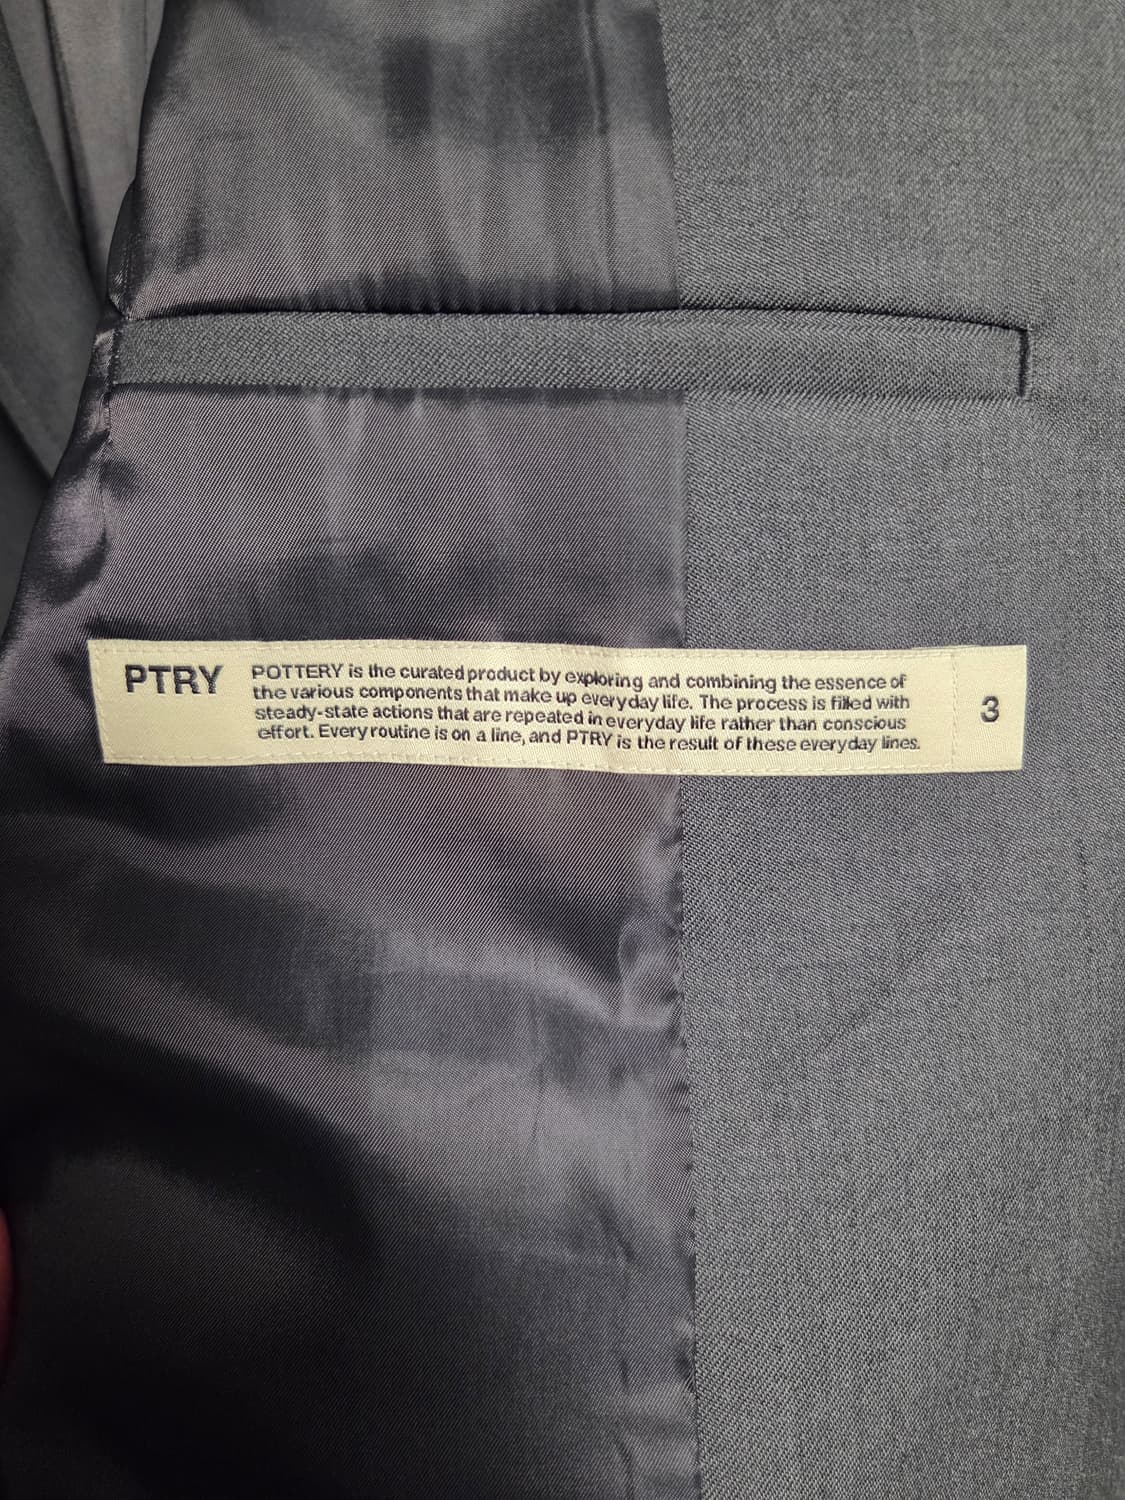 PTRY
POTTERY is the curated product by exploring and combining the essence of
the various components that make up everyday life. The process is filled with
steady-state actions that are repeated in everyday life rather than conscious
effort. Every routine is on a line, and PTRY is the result of these everyday lines.
3